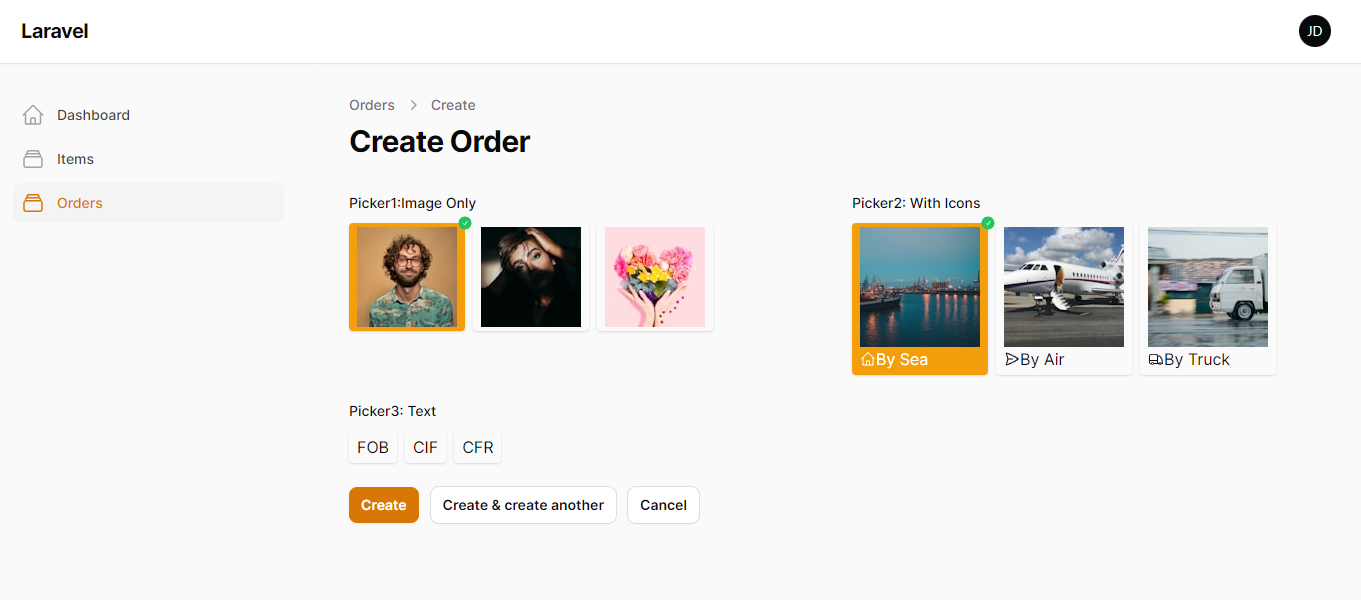 Laravel
JD
Dashboard
Items
Orders
Orders > Create
Create Order
Picker1:Image Only
Picker2: With Icons
By Sea
By Air
By Truck
Picker3: Text
FOB
CIF
CFR
Create
Create & create another
Cancel